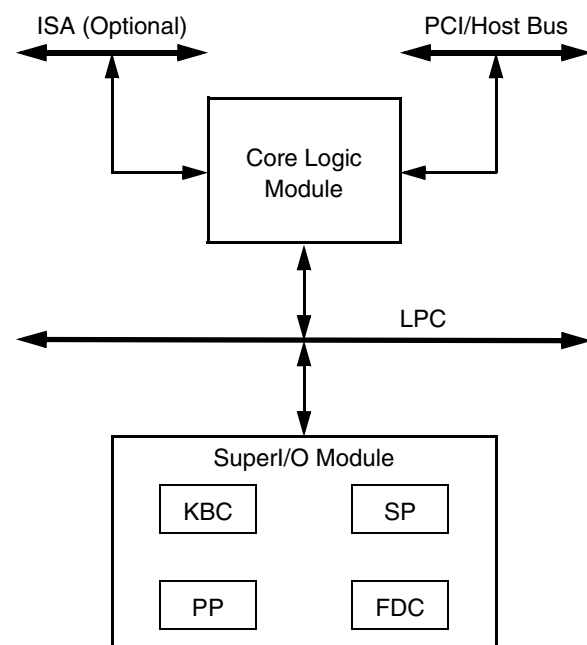 ISA (Optional)
PCI/Host Bus
Core Logic
Module
LPC
SuperI/O Module
KBC
SP
PP
FDC